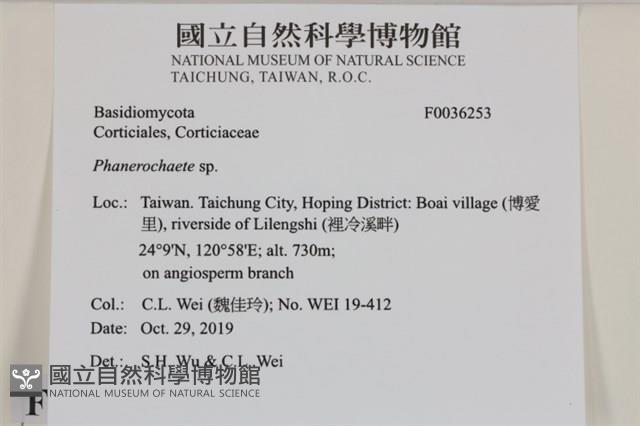 國立自然科學博物館
NATIONAL MUSEUM OF NATURAL SCIENCE
TAICHUNG, TAIWAN, R.O.C.
Basidiomycota F0036253
Corticiales, Corticiaceae
Phanerochaete sp.
Loc.: Taiwan. Taichung City, Hoping District: Boai village (博愛
里), riverside of Lilengshi (裡冷溪畔)
24°9'N, 120°58'E; alt. 730m;
on angiosperm branch
Col.: C.L. Wei (魏佳玲); No. WEI 19-412
Date: Oct. 29, 2019
Det.: S.H. Wu & C.L. Wei
國立自然科學博物館
NATIONAL MUSEUM OF NATURAL SCIENCE
F